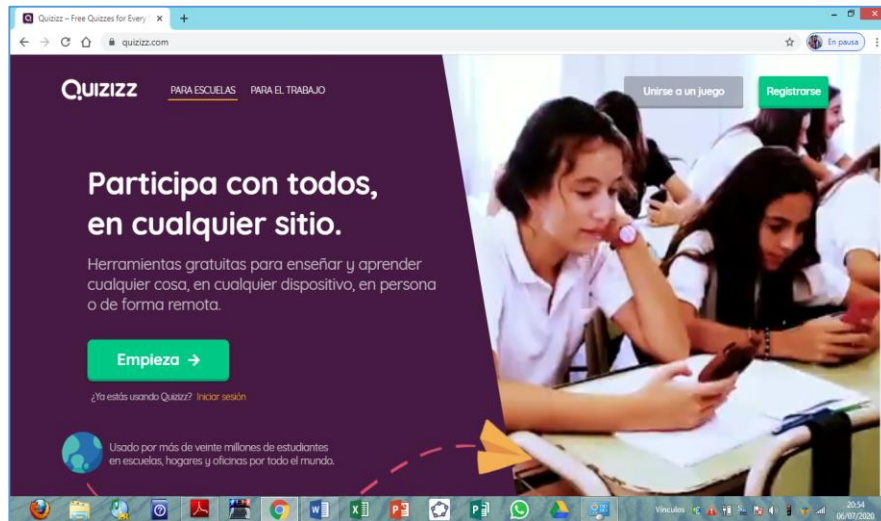 Quizizz – Free Quizzes for Every
quizizz.com
En pausa
QUIZIZZ
PARA ESCUELAS
PARA EL TRABAJO
Unirse a un juego
Registrarse
Participa con todos,
en cualquier sitio.
Herramientas gratuitas para enseñar y aprender
cualquier cosa, en cualquier dispositivo, en persona
o de forma remota.
Empieza →
¿Ya estás usando Quizizz? Iniciar sesión
Usado por más de veinte millones de estudiantes
en escuelas, hogares y oficinas por todo el mundo.
Vínculos
20:54
06/07/2020